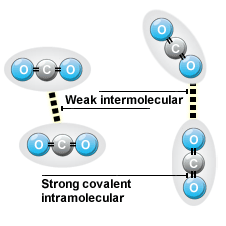 O C O
O C O
Weak intermolecular
O C O
O
C
O
Strong covalent
intramolecular